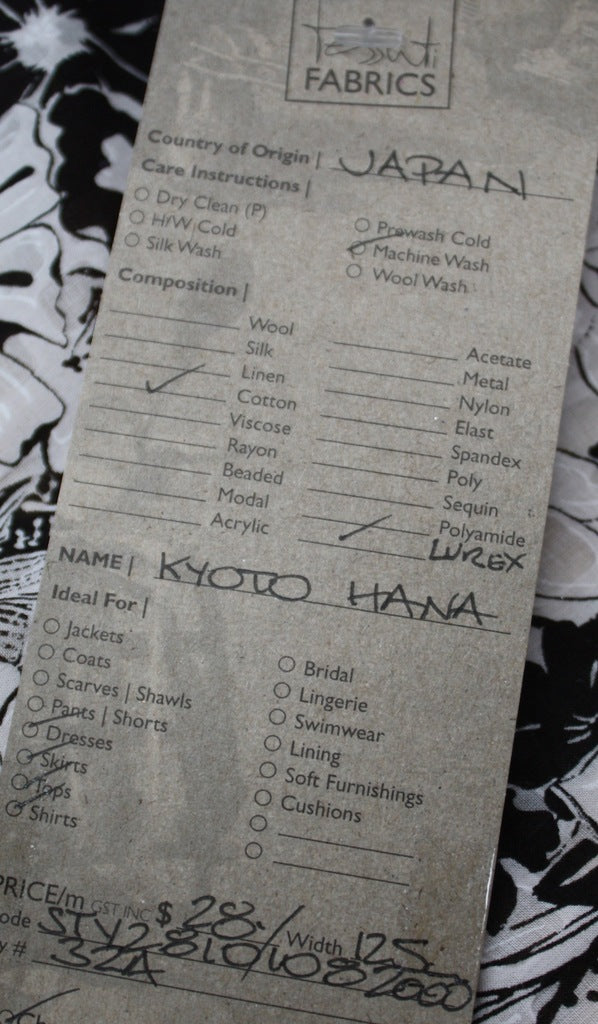 Tessuti
FABRICS
Country of Origin | JAPAN
Care Instructions |
Dry Clean (P)
H/W Cold
Silk Wash
Prewash Cold
Machine Wash
Wool Wash
Composition |
Wool
Silk
Linen
Cotton
Viscose
Rayon
Beaded
Modal
Acrylic
Acetate
Metal
Nylon
Elast
Spandex
Poly
Sequin
Polyamide
LUREX
NAME | KYOTO HANA
Ideal For |
Jackets
Coats
Scarves | Shawls
Pants | Shorts
Dresses
Skirts
Tops
Shirts
Bridal
Lingerie
Swimwear
Lining
Soft Furnishings
Cushions
PRICE/m GST INC $ 28.- Width 125
ode
y # 32A